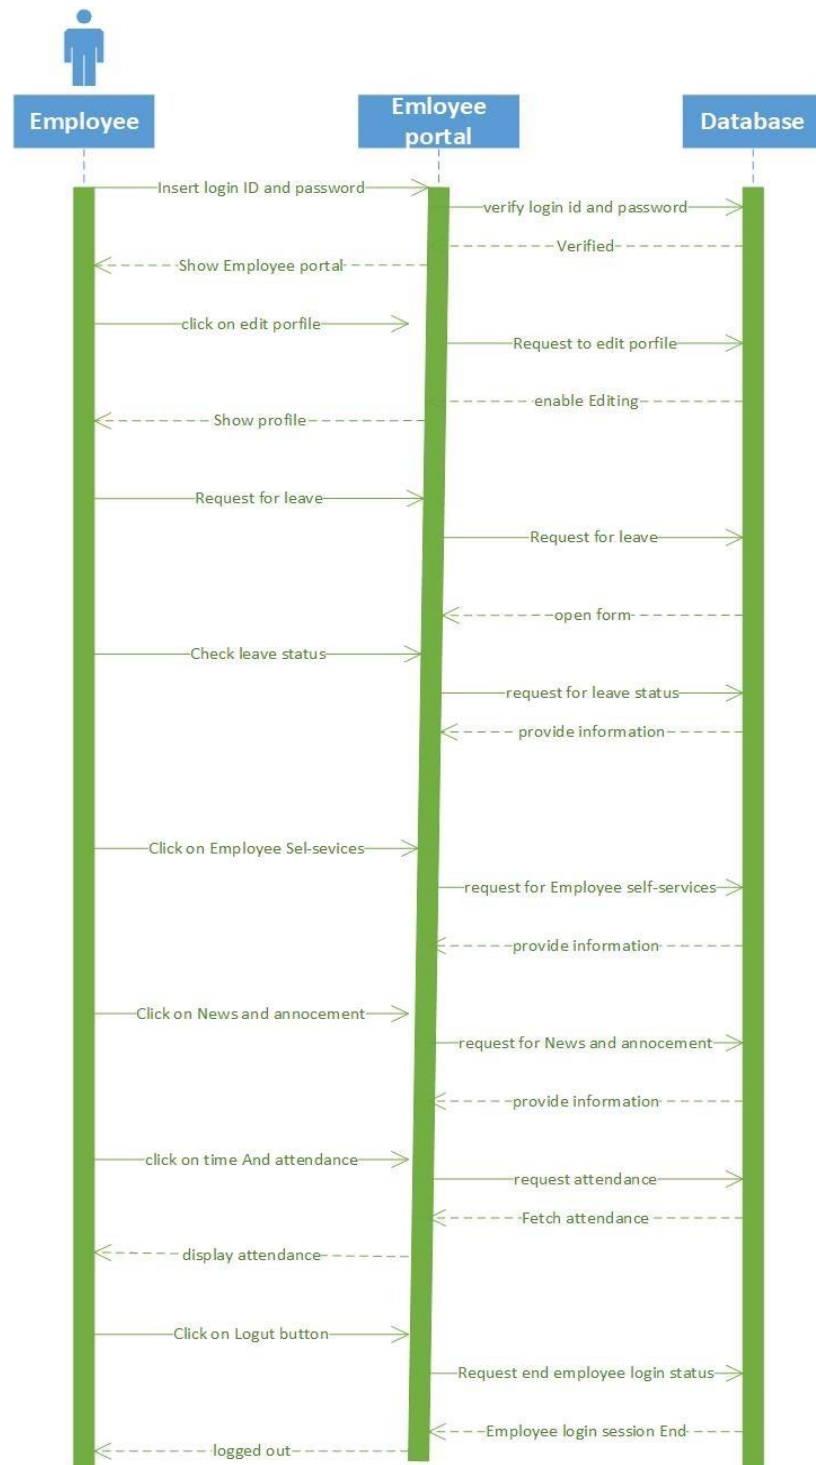 Employee
Emloyee
portal
Database
Insert login ID and password
verify login id and password
Verified
Show Employee portal
click on edit porfile
Request to edit porfile
enable Editing
Show profile
Request for leave
Request for leave
open form
Check leave status
request for leave status
provide information
Click on Employee Sel-sevices
request for Employee self-services
provide information
Click on News and annocement
request for News and annocement
provide information
click on time And attendance
request attendance
Fetch attendance
display attendance
Click on Logut button
Request end employee login status
Employee login session End
logged out